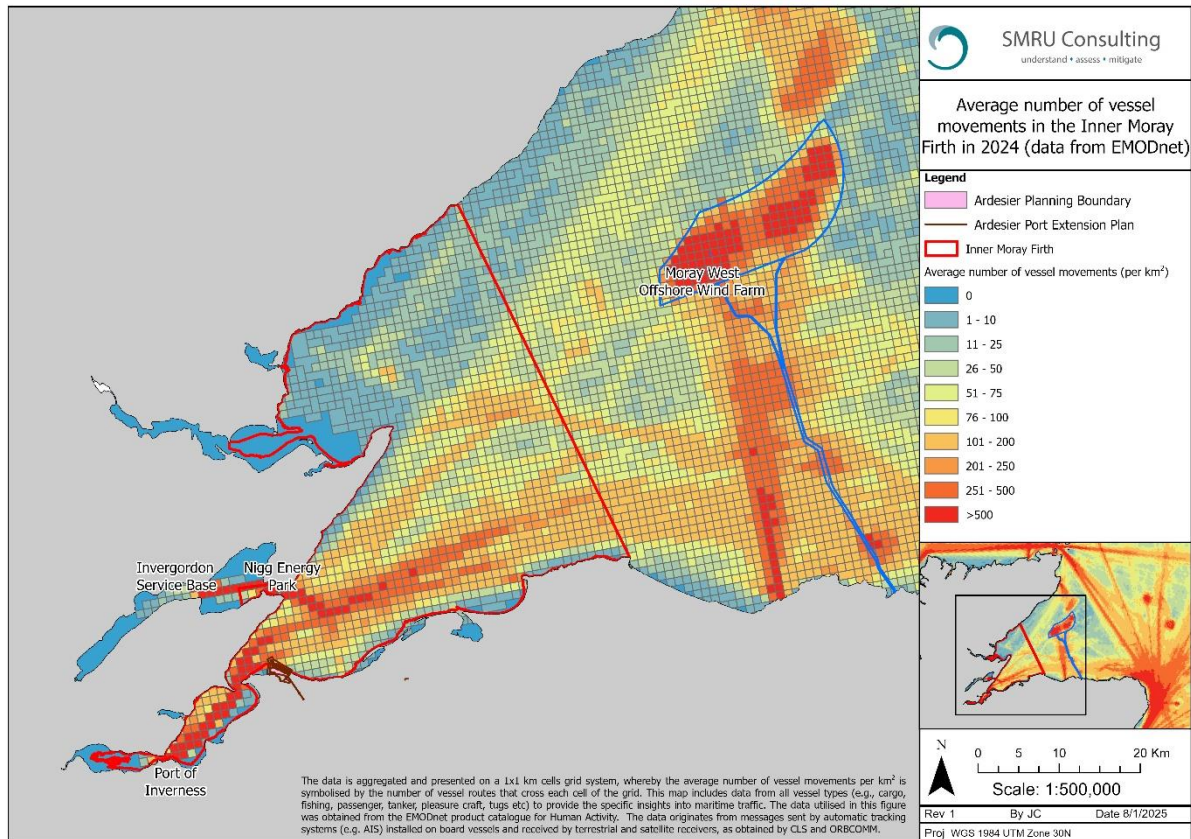 SMRU Consulting
understand • assess • mitigate
Average number of vessel
movements in the Inner Moray
Firth in 2024 (data from EMODnet)
Legend
Ardesier Planning Boundary
Ardesier Port Extension Plan
Inner Moray Firth
Average number of vessel movements (per km²)
0
1 - 10
11 - 25
26 - 50
51 - 75
76 - 100
101 - 200
201 - 250
251 - 500
>500
Moray West
Offshore Wind Farm
Invergordon
Service Base
Nigg Energy
Park
Port of
Inverness
The data is aggregated and presented on a 1x1 km cells grid system, whereby the average number of vessel movements per km² is
symbolised by the number of vessel routes that cross each cell of the grid. This map includes data from all vessel types (e.g., cargo,
fishing, passenger, tanker, pleasure craft, tugs etc) to provide the specific insights into maritime traffic. The data utilised in this figure
was obtained from the EMODnet product catalogue for Human Activity. The data originates from messages sent by automatic tracking
systems (e.g. AIS) installed on board vessels and received by terrestrial and satellite receivers, as obtained by CLS and ORBCOMM.
N
0 5 10 20 Km
Scale: 1:500,000
Rev 1 By JC Date 8/1/2025
Proj WGS 1984 UTM Zone 30N